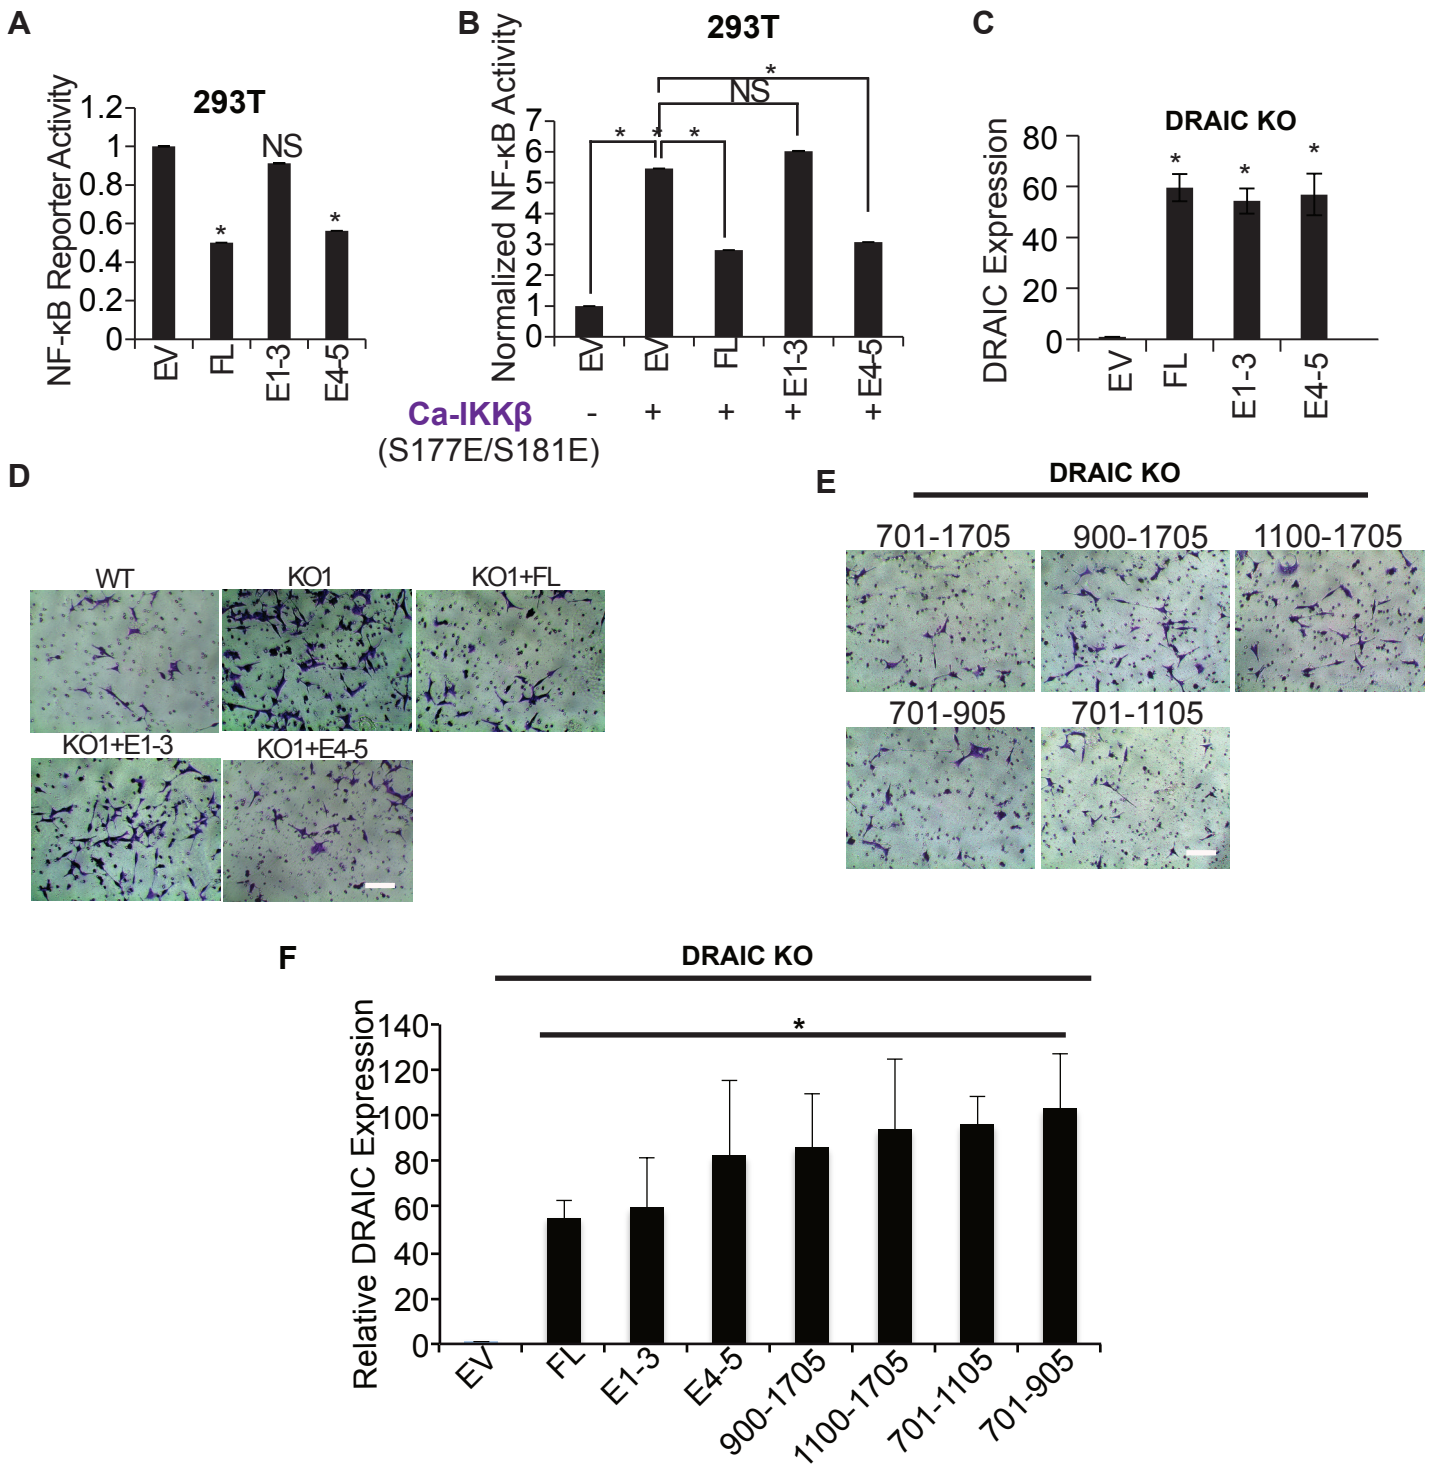 A
293T
NF-κB Reporter Activity
1.2
1
0.8
0.6
0.4
0.2
0
*
NS
*
EV
FL
E1-3
E4-5
B
293T
Normalized NF-κB Activity
7
6
5
4
3
2
1
0
*
NS
* * *
EV
EV
FL
E1-3
E4-5
Ca-IKKβ - + + + +
(S177E/S181E)
C
DRAIC KO
DRAIC Expression
80
60
40
20
0
* * *
EV
FL
E1-3
E4-5
D
WT KO1 KO1+FL
KO1+E1-3 KO1+E4-5
E
DRAIC KO
701-1705 900-1705 1100-1705
701-905 701-1105
F
DRAIC KO
Relative DRAIC Expression
*
140
120
100
80
60
40
20
0
EV
FL
E1-3
E4-5
900-1705
1100-1705
701-1105
701-905